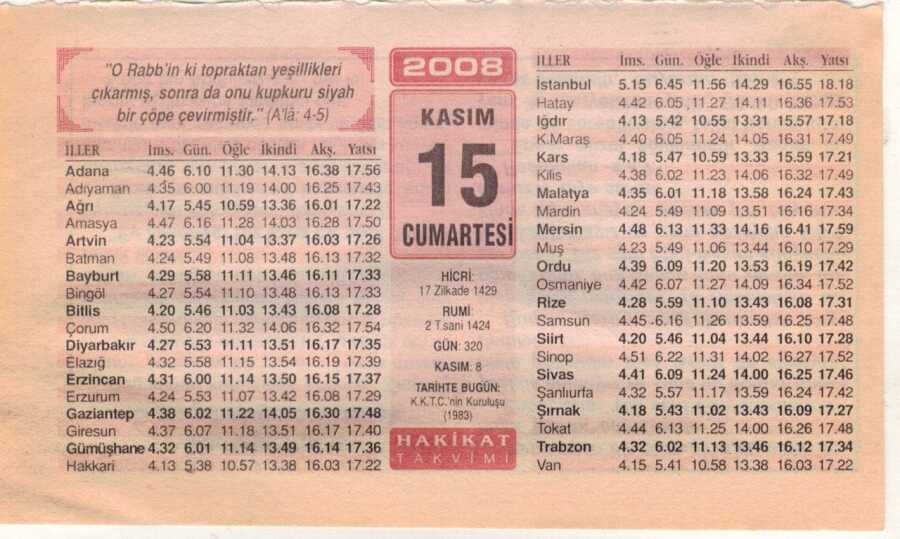 "O Rabb'in ki topraktan yeşillikleri
çıkarmış, sonra da onu kupkuru siyah
bir çöpe çevirmiştir." (A'lâ: 4-5)
İLLER İms. Gün. Öğle İkindi Akş. Yatsı
Adana 4.46 6.10 11.30 14.13 16.38 17.56
Adıyaman 4.35 6.00 11.19 14.00 16.25 17.43
Ağrı 4.17 5.45 10.59 13.36 16.01 17.22
Amasya 4.47 6.16 11.28 14.03 16.28 17.50
Artvin 4.23 5.54 11.04 13.37 16.03 17.26
Batman 4.24 5.49 11.08 13.48 16.13 17.32
Bayburt 4.29 5.58 11.11 13.46 16.11 17.33
Bingöl 4.27 5.54 11.10 13.48 16.13 17.33
Bitlis 4.20 5.46 11.03 13.43 16.08 17.28
Çorum 4.50 6.20 11.32 14.06 16.32 17.54
Diyarbakır 4.27 5.53 11.11 13.51 16.17 17.35
Elazığ 4.32 5.58 11.15 13.54 16.19 17.39
Erzincan 4.31 6.00 11.14 13.50 16.15 17.37
Erzurum 4.24 5.53 11.07 13.42 16.08 17.29
Gaziantep 4.38 6.02 11.22 14.05 16.30 17.48
Giresun 4.37 6.07 11.18 13.51 16.17 17.40
Gümüşhane 4.32 6.01 11.14 13.49 16.14 17.36
Hakkari 4.13 5.38 10.57 13.38 16.03 17.22
2008
KASIM
15
CUMARTESİ
HİCRİ:
17 Zilkade 1429
RUMİ:
2 T.sani 1424
GÜN: 320
KASIM: 8
TARİHTE BUGÜN:
K.K.T.C.'nin Kuruluşu
(1983)
HAKİKAT
TAKVİMİ
İLLER İms. Gün. Öğle İkindi Akş. Yatsı
İstanbul 5.15 6.45 11.56 14.29 16.55 18.18
Hatay 4.42 6.05 11.27 14.11 16.36 17.53
Iğdır 4.13 5.42 10.55 13.31 15.57 17.18
K.Maraş 4.40 6.05 11.24 14.05 16.31 17.49
Kars 4.18 5.47 10.59 13.33 15.59 17.21
Kilis 4.38 6.02 11.23 14.06 16.32 17.49
Malatya 4.35 6.01 11.18 13.58 16.24 17.43
Mardin 4.24 5.49 11.09 13.51 16.16 17.34
Mersin 4.48 6.13 11.33 14.16 16.41 17.59
Muş 4.23 5.49 11.06 13.44 16.10 17.29
Ordu 4.39 6.09 11.20 13.53 16.19 17.42
Osmaniye 4.42 6.07 11.27 14.09 16.34 17.52
Rize 4.28 5.59 11.10 13.43 16.08 17.31
Samsun 4.45 6.16 11.26 13.59 16.25 17.48
Siirt 4.20 5.46 11.04 13.44 16.10 17.28
Sinop 4.51 6.22 11.31 14.02 16.27 17.52
Sivas 4.41 6.09 11.24 14.00 16.25 17.46
Şanlıurfa 4.32 5.57 11.17 13.59 16.24 17.42
Şırnak 4.18 5.43 11.02 13.43 16.09 17.27
Tokat 4.44 6.13 11.25 14.00 16.26 17.48
Trabzon 4.32 6.02 11.13 13.46 16.12 17.34
Van 4.15 5.41 10.58 13.38 16.03 17.22